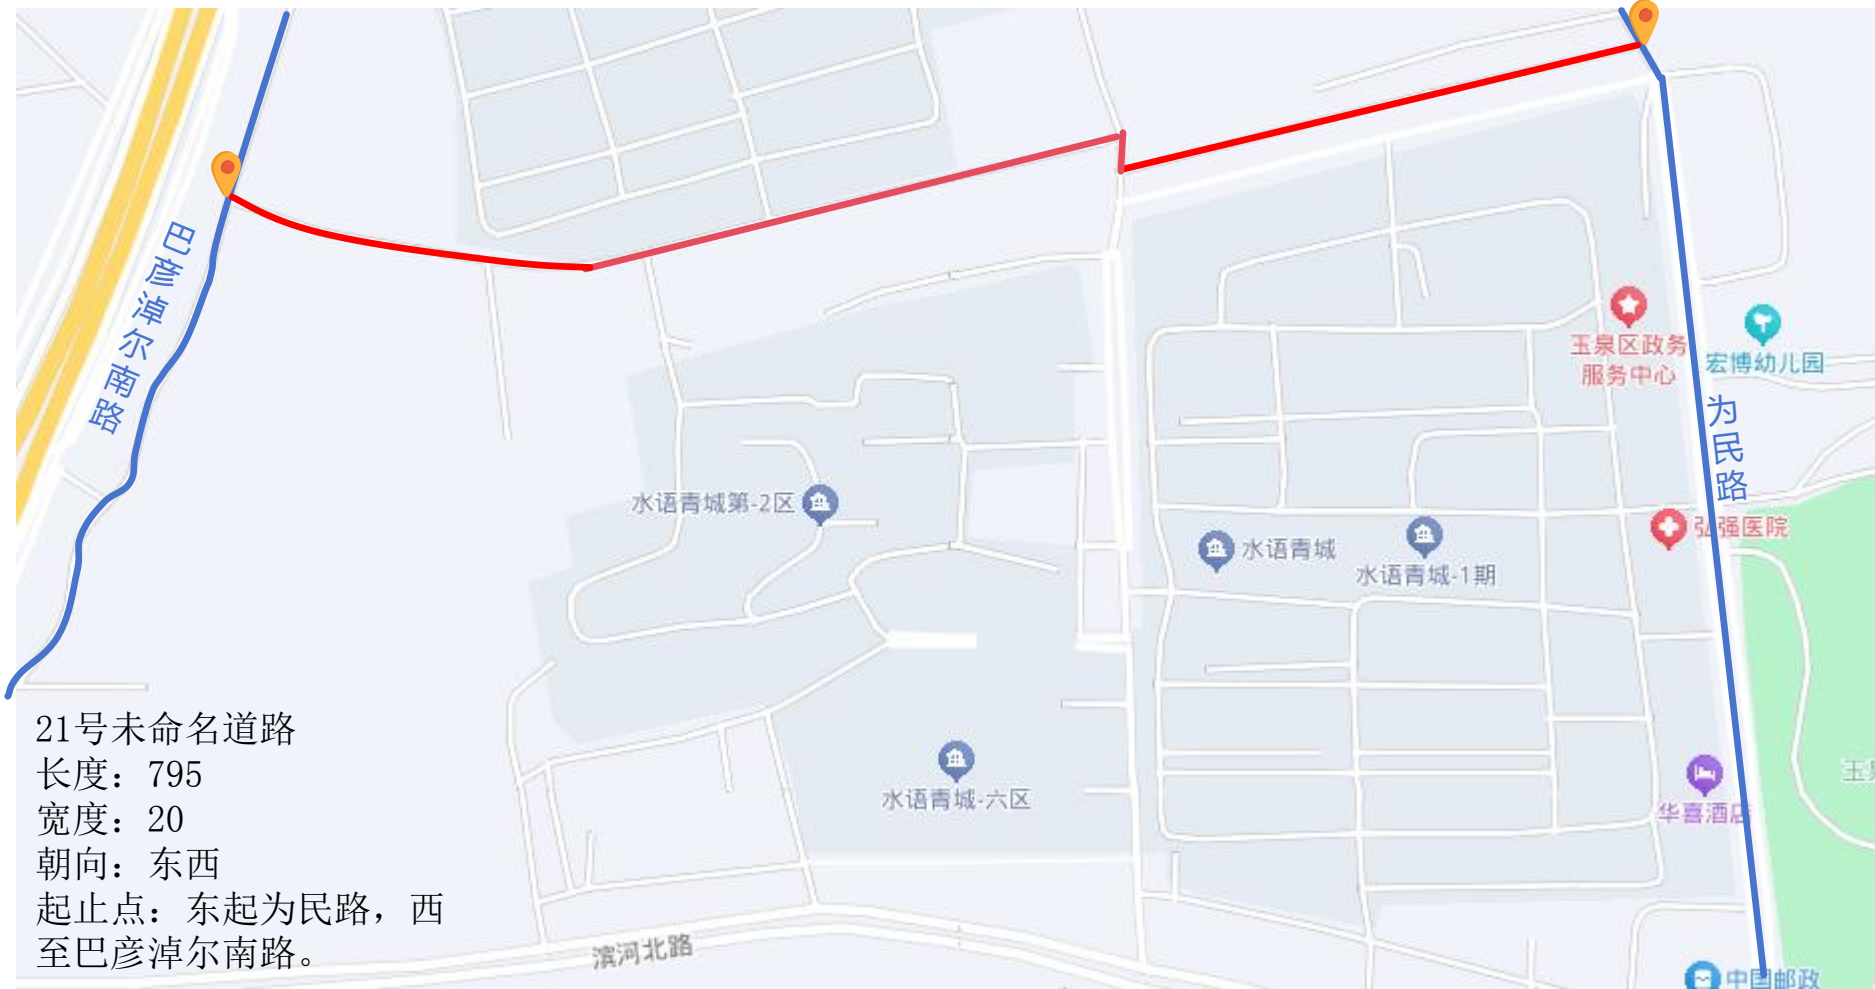 巴彦淖尔南路
玉泉区政务
服务中心
宏博幼儿园
为民路
水语青城第-2区
弘强医院
水语青城
水语青城-1期
21号未命名道路
长度：795
宽度：20
朝向：东西
起止点：东起为民路，西
至巴彦淖尔南路。
水语青城-六区
华喜酒店
玉泉
滨河北路
中国邮政